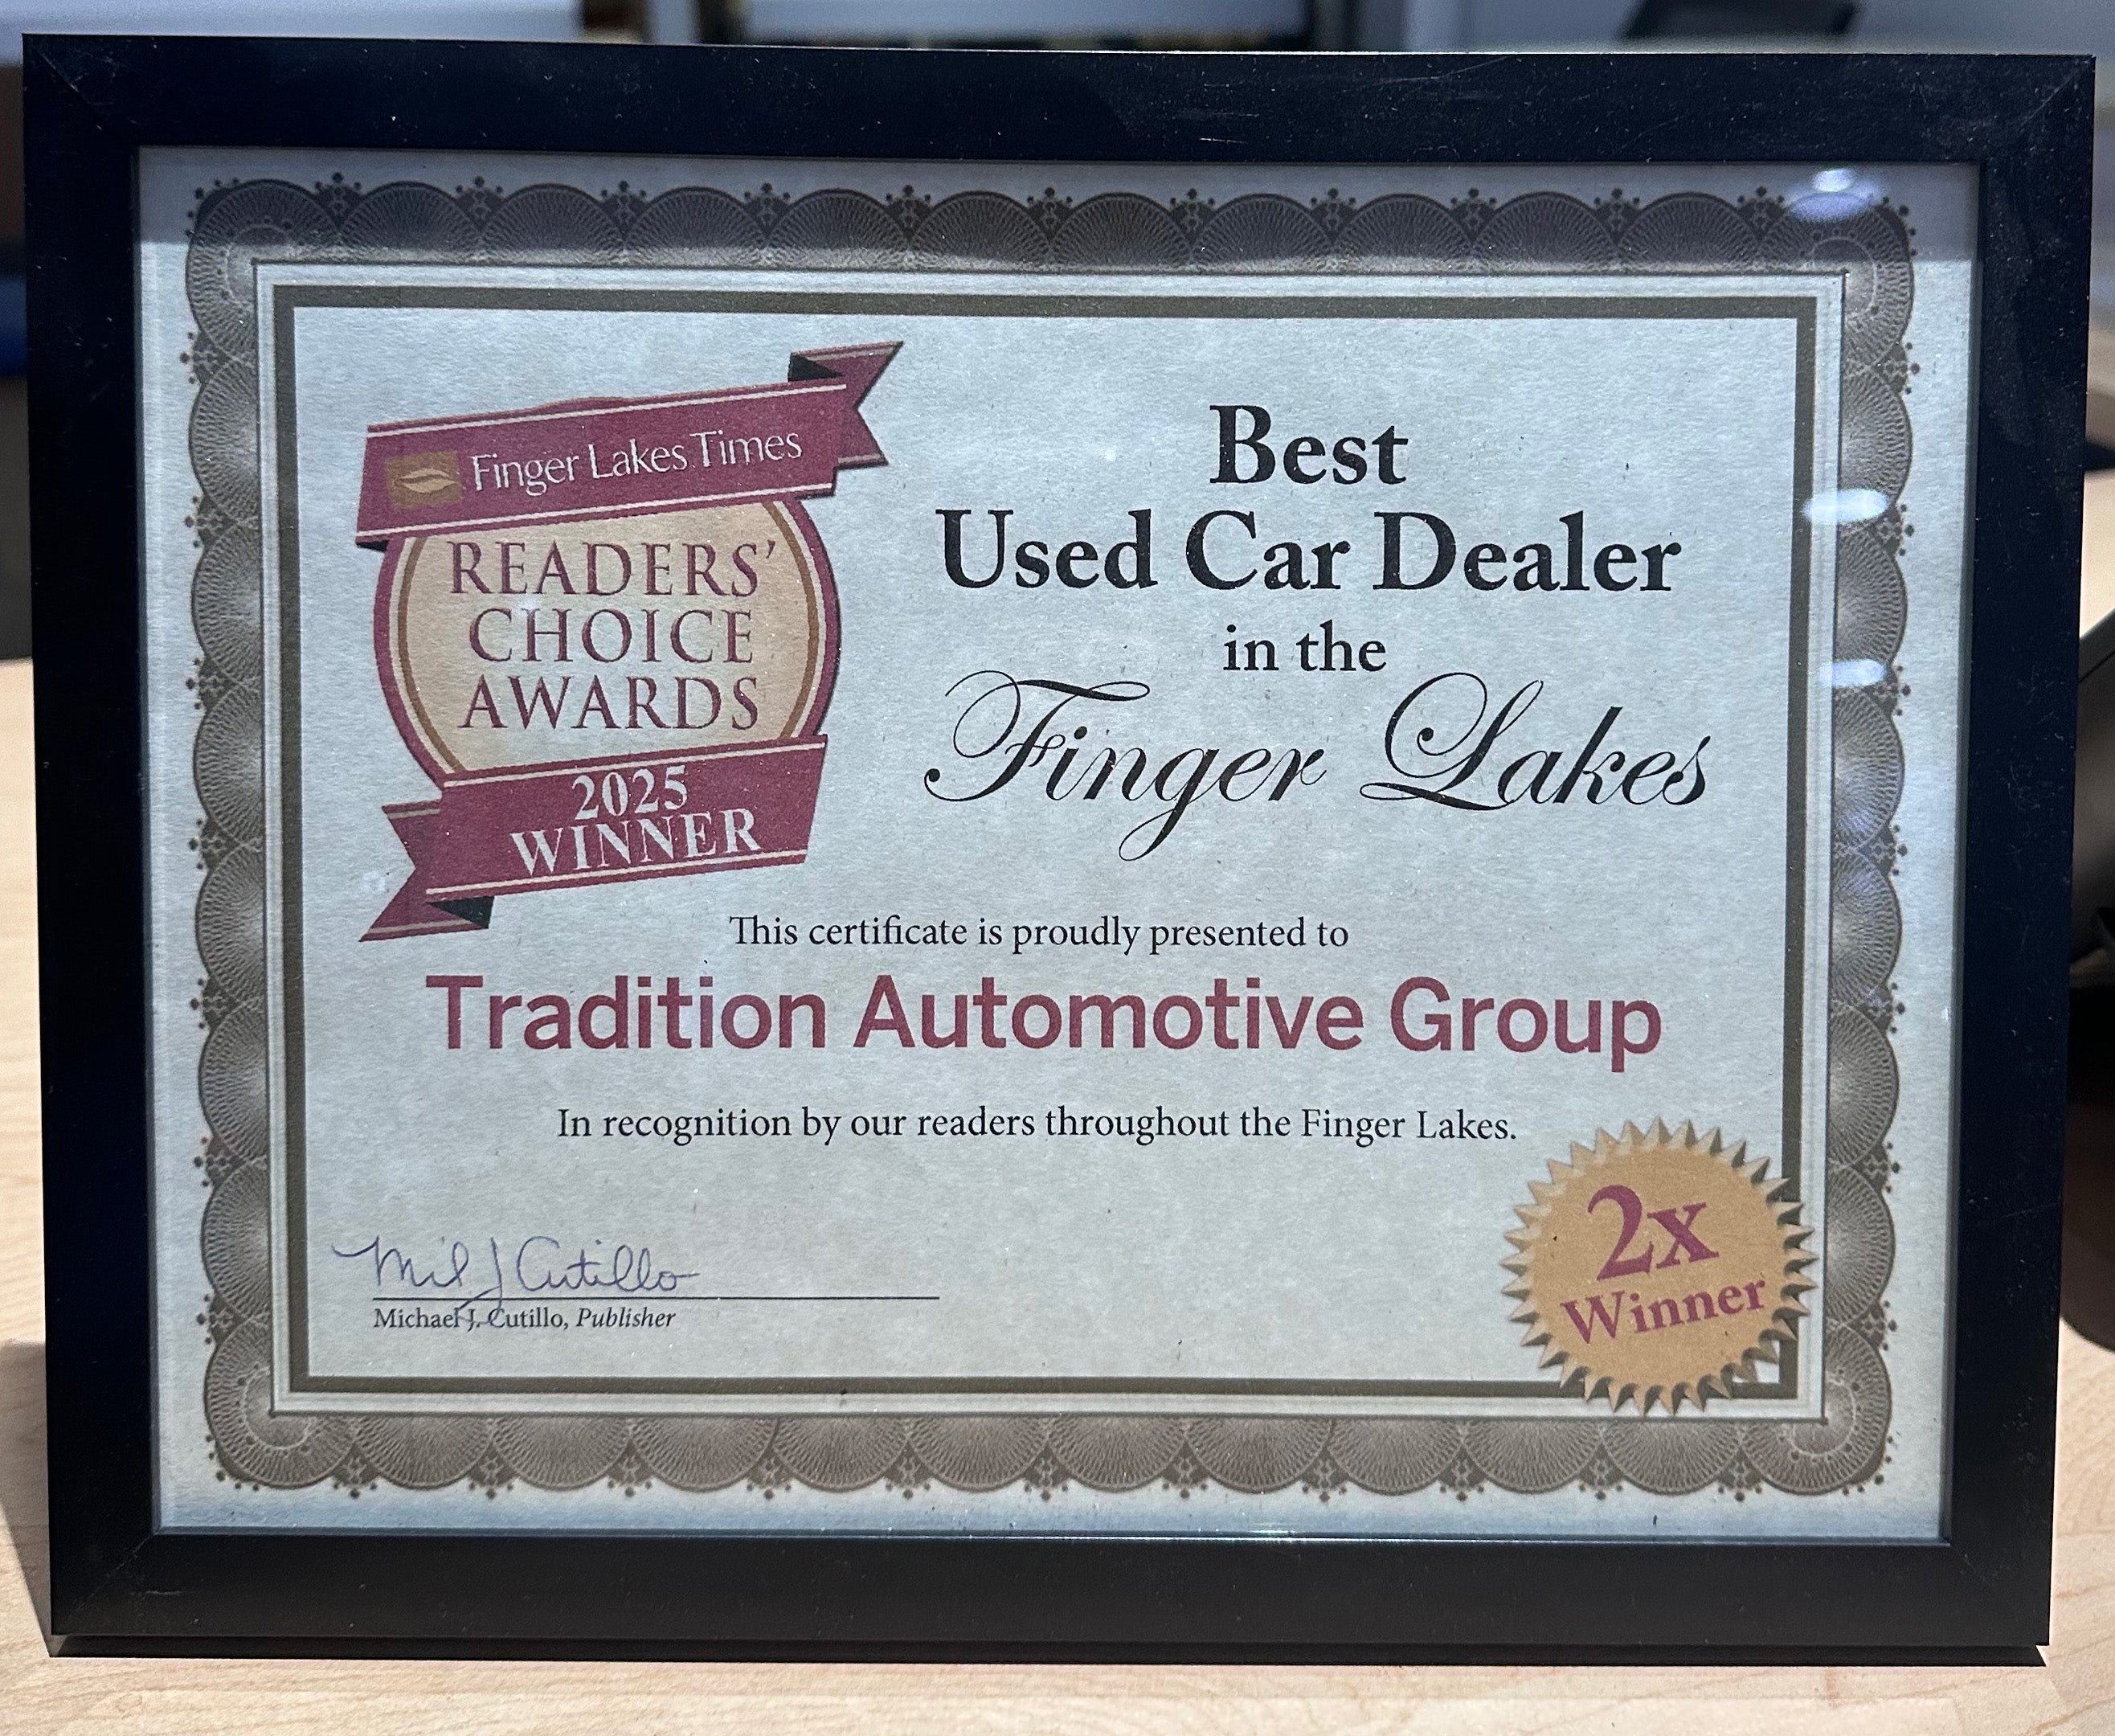 Finger Lakes Times
READERS'
CHOICE
AWARDS
2025
WINNER
Best
Used Car Dealer
in the
Finger Lakes
This certificate is proudly presented to
Tradition Automotive Group
In recognition by our readers throughout the Finger Lakes.
2x
Winner
Mil J Cutillo
Michael J. Cutillo, Publisher